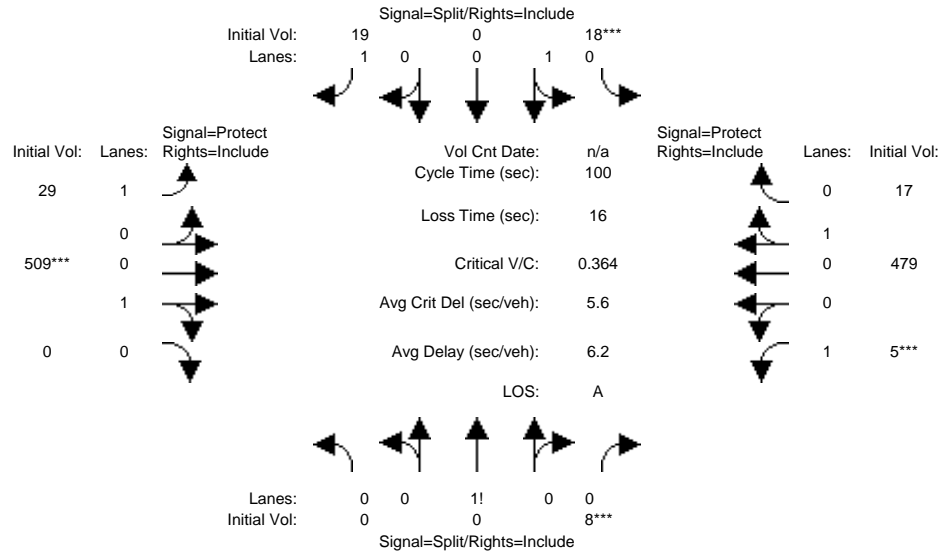 Signal=Split/Rights=Include
Initial Vol: 19 0 18***
Lanes: 1 0 0 1 0
Signal=Protect
Initial Vol: Lanes: Rights=Include
Vol Cnt Date: n/a
Signal=Protect
Rights=Include Lanes: Initial Vol:
Cycle Time (sec): 100
29 1
0 17
Loss Time (sec): 16
0
1
509*** 0
Critical V/C: 0.364
0 479
1
Avg Crit Del (sec/veh): 5.6
0
0 0
Avg Delay (sec/veh): 6.2
1 5***
LOS: A
Lanes: 0 0 1! 0 0
Initial Vol: 0 0 8***
Signal=Split/Rights=Include